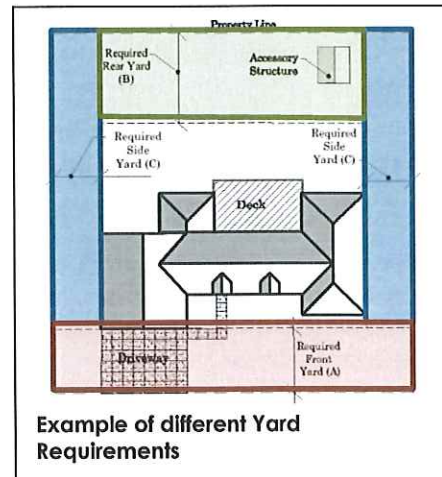 Property Line
Required
Rear Yard
(B)
Accessory
Structure
Required
Side
Yard (C)
Required
Side
Yard (C)
Deck
Driveway
Required
Front
Yard (A)
Example of different Yard
Requirements